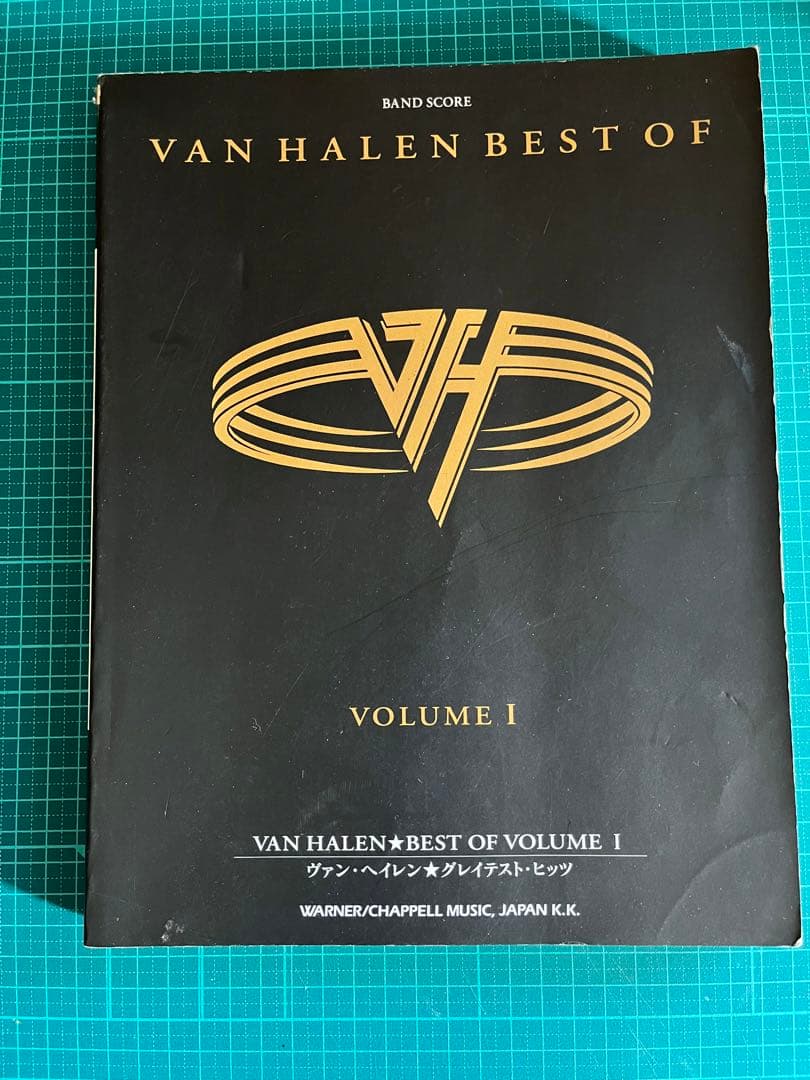 BAND SCORE
VAN HALEN BEST OF
VH
VOLUME I
VAN HALEN★BEST OF VOLUME I
ヴァン・ヘイレン★グレイテスト・ヒッツ
WARNER/CHAPPELL MUSIC, JAPAN K.K.